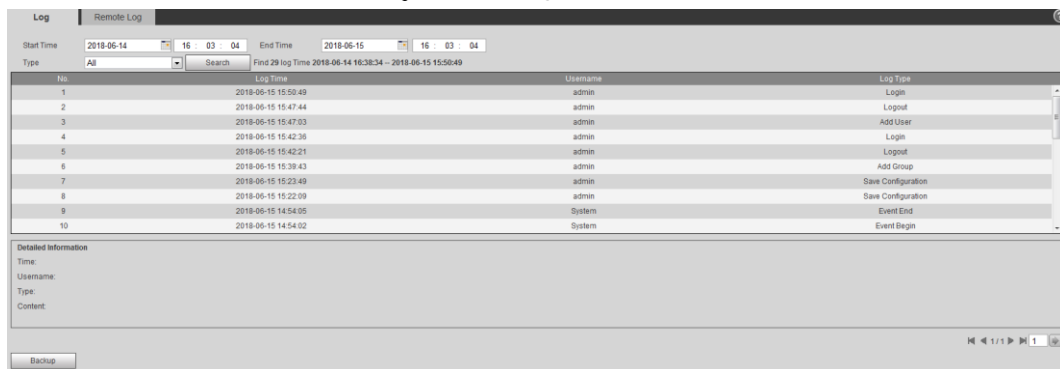 Log Remote Log
Start Time 2018-06-14 16 : 03 : 04 End Time 2018-06-15 16 : 03 : 04
Type All Search Find 29 log Time 2018-06-14 16:38:34 -- 2018-06-15 15:50:49
No. Log Time Username Log Type
1 2018-06-15 15:50:49 admin Login
2 2018-06-15 15:47:44 admin Logout
3 2018-06-15 15:47:03 admin Add User
4 2018-06-15 15:42:36 admin Login
5 2018-06-15 15:42:21 admin Logout
6 2018-06-15 15:39:43 admin Add Group
7 2018-06-15 15:23:49 admin Save Configuration
8 2018-06-15 15:22:09 admin Save Configuration
9 2018-06-15 14:54:05 System Event End
10 2018-06-15 14:54:02 System Event Begin
Detailed Information
Time:
Username:
Type:
Content:
1/1 1
Backup